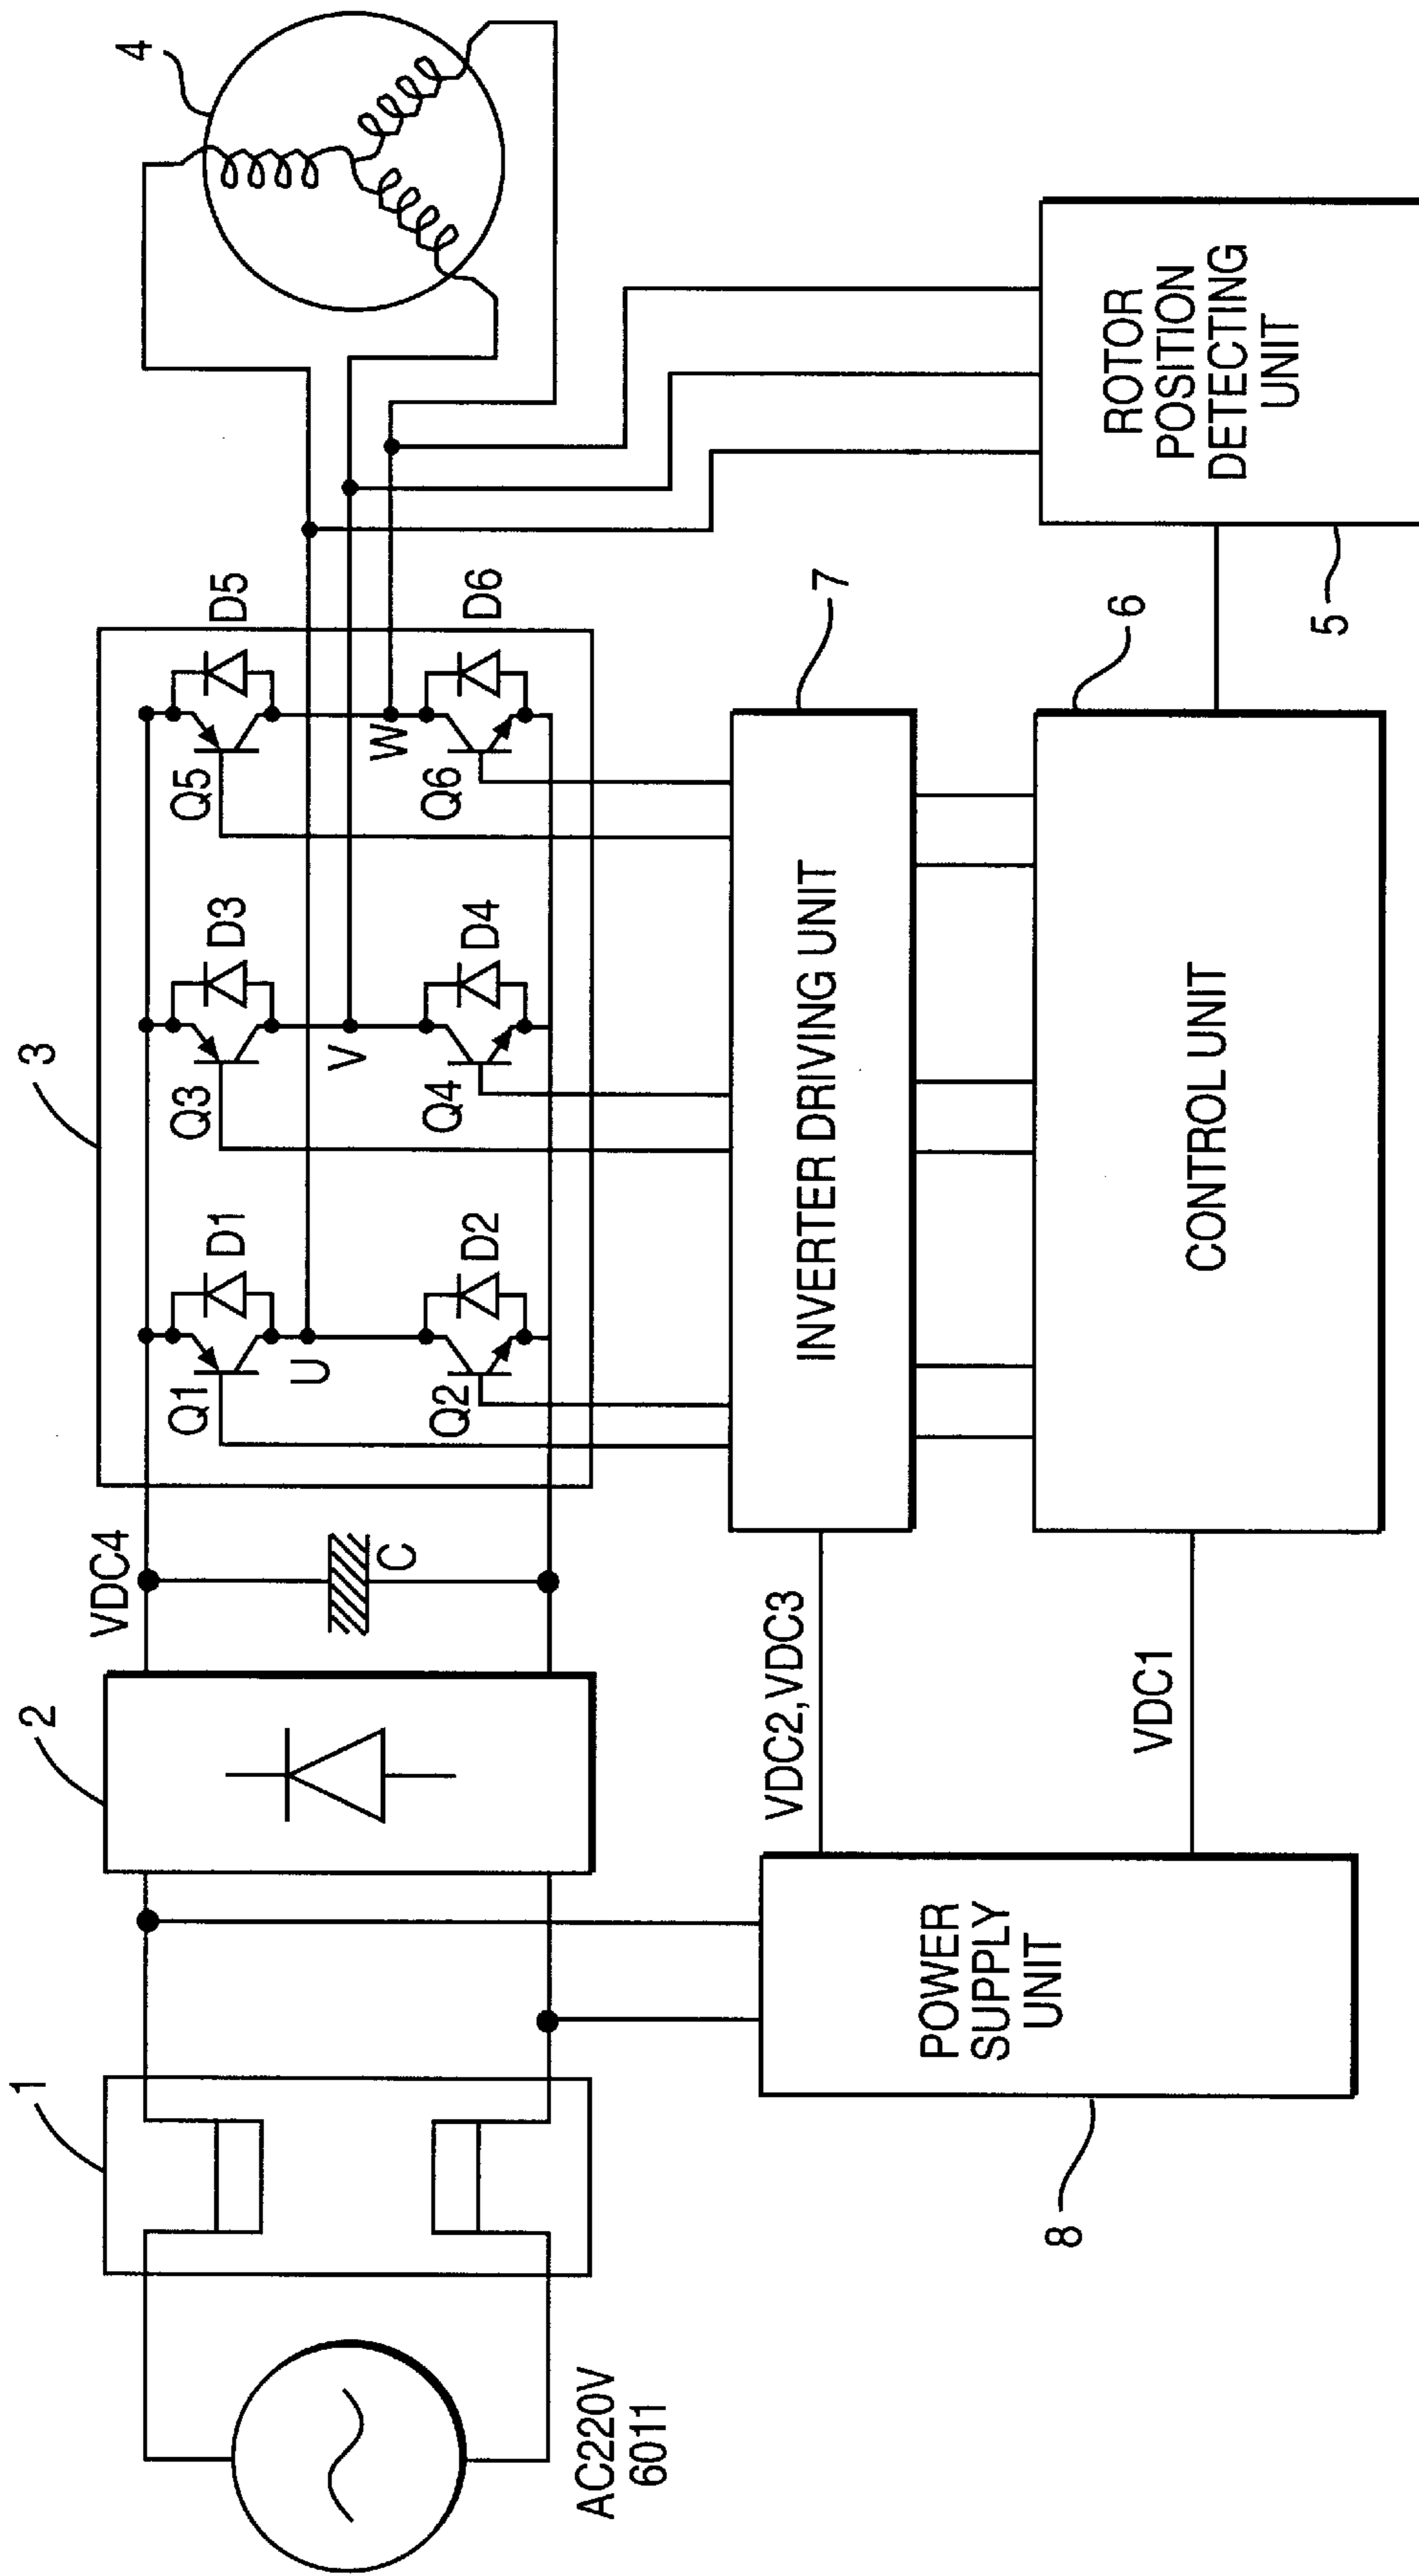 1
2
3
4
VDC4
C
Q1
D1
Q3
D3
Q5
D5
U
V
W
Q2
D2
Q4
D4
Q6
D6
AC220V
6011
7
INVERTER DRIVING UNIT
VDC2,VDC3
VDC1
POWER
SUPPLY
UNIT
8
6
CONTROL UNIT
ROTOR
POSITION
DETECTING
UNIT
5